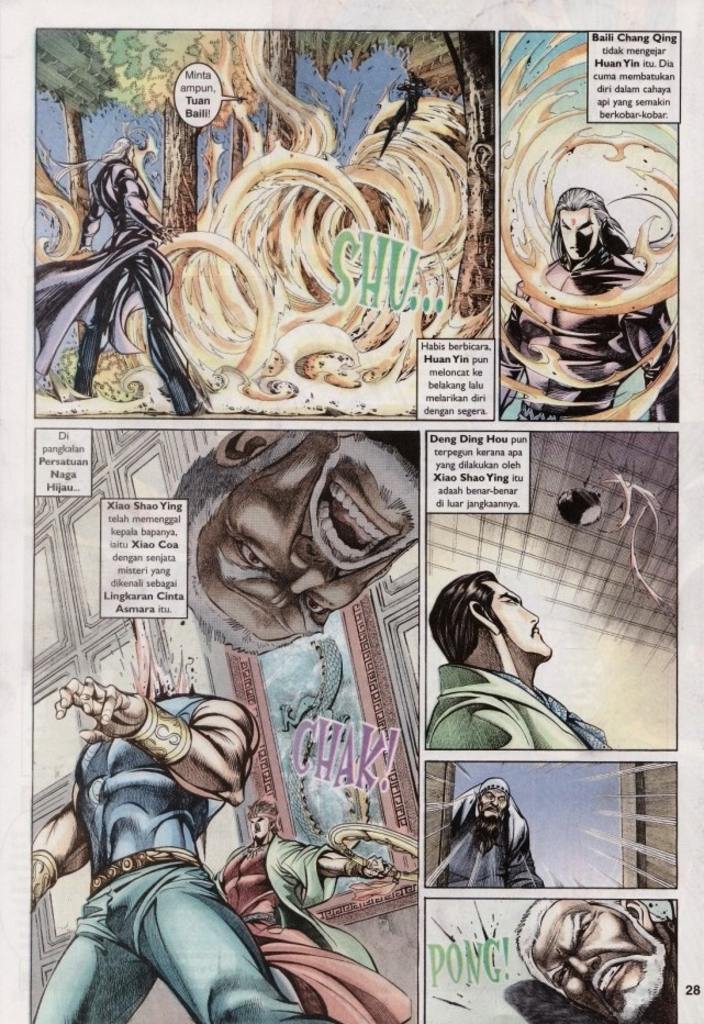 Minta
ampun,
Tuan
Baili!
SHU...
Habis berbicara,
Huan Yin pun
meloncat ke
belakang lalu
melarikan diri
dengan segera.
Baili Chang Qing
tidak mengejar
Huan Yin itu. Dia
cuma membatukan
diri dalam cahaya
api yang semakin
berkobar-kobar.
Di
pangkalan
Persatuan
Naga
Hijau...
Xiao Shao Ying
telah memenggal
kepala bapanya,
iaitu Xiao Coa
dengan senjata
misteri yang
dikenali sebagai
Lingkaran Cinta
Asmara itu.
CHAK!
Deng Ding Hou pun
terpegun kerana apa
yang dilakukan oleh
Xiao Shao Ying itu
adaah benar-benar
di luar jangkaannya.
PONG!
28